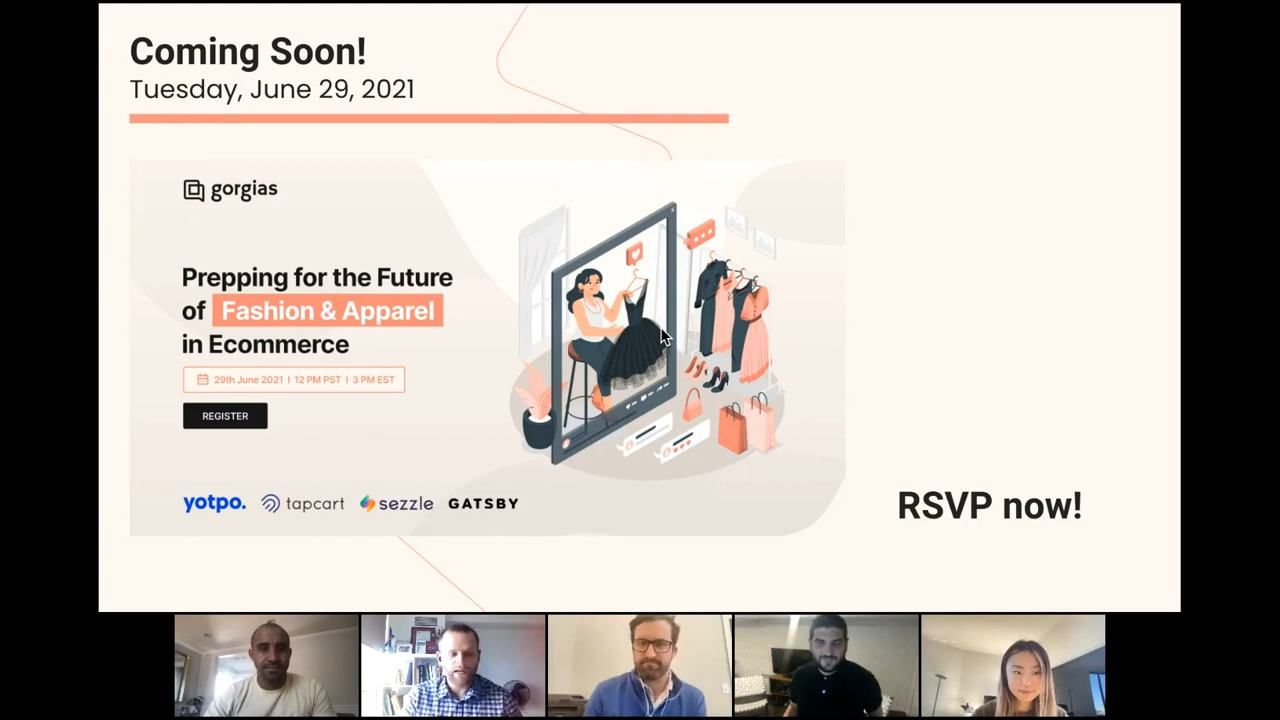 Coming Soon!
Tuesday, June 29, 2021
gorgias
Prepping for the Future
of Fashion & Apparel
in Ecommerce
29th June 2021 I 12 PM PST I 3 PM EST
REGISTER
yotpo. tapcart sezzle GATSBY
RSVP now!